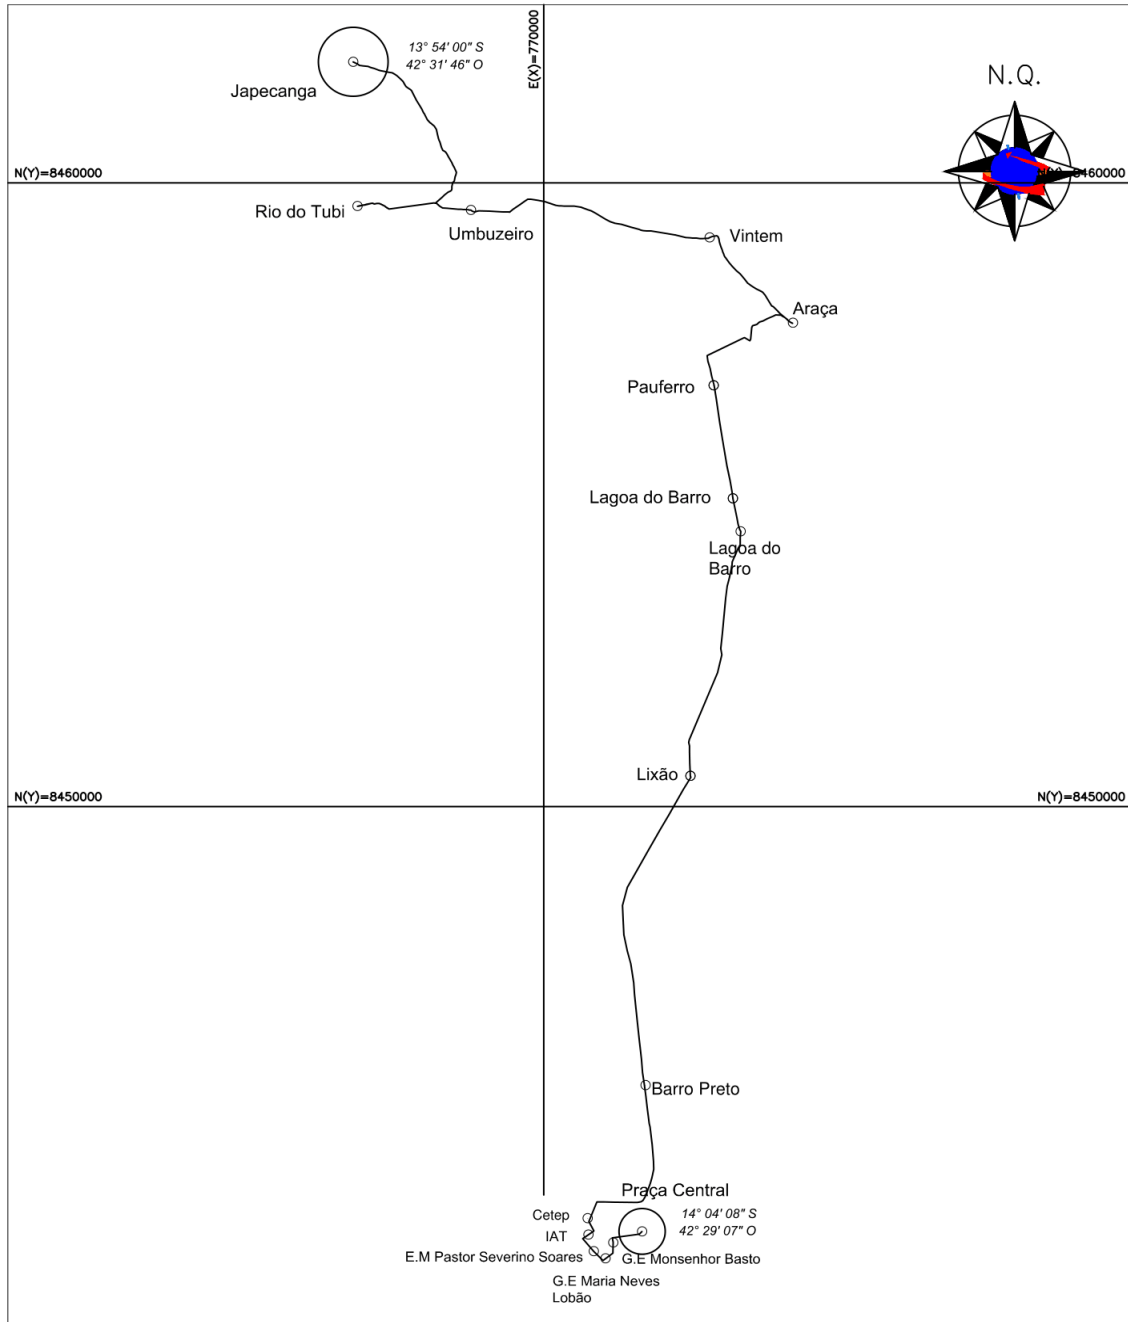 13° 54' 00" S
42° 31' 46" O
Japecanga
E(X)=770000
N.Q.
N(Y)=8460000
8460000
Rio do Tubi
Umbuzeiro
Vintem
Araça
Pauferro
Lagoa do Barro
Lagoa do
Barro
Lixão
N(Y)=8450000
N(Y)=8450000
Barro Preto
Praça Central
14° 04' 08" S
42° 29' 07" O
Cetep
IAT
E.M Pastor Severino Soares
G.E Monsenhor Basto
G.E Maria Neves
Lobão